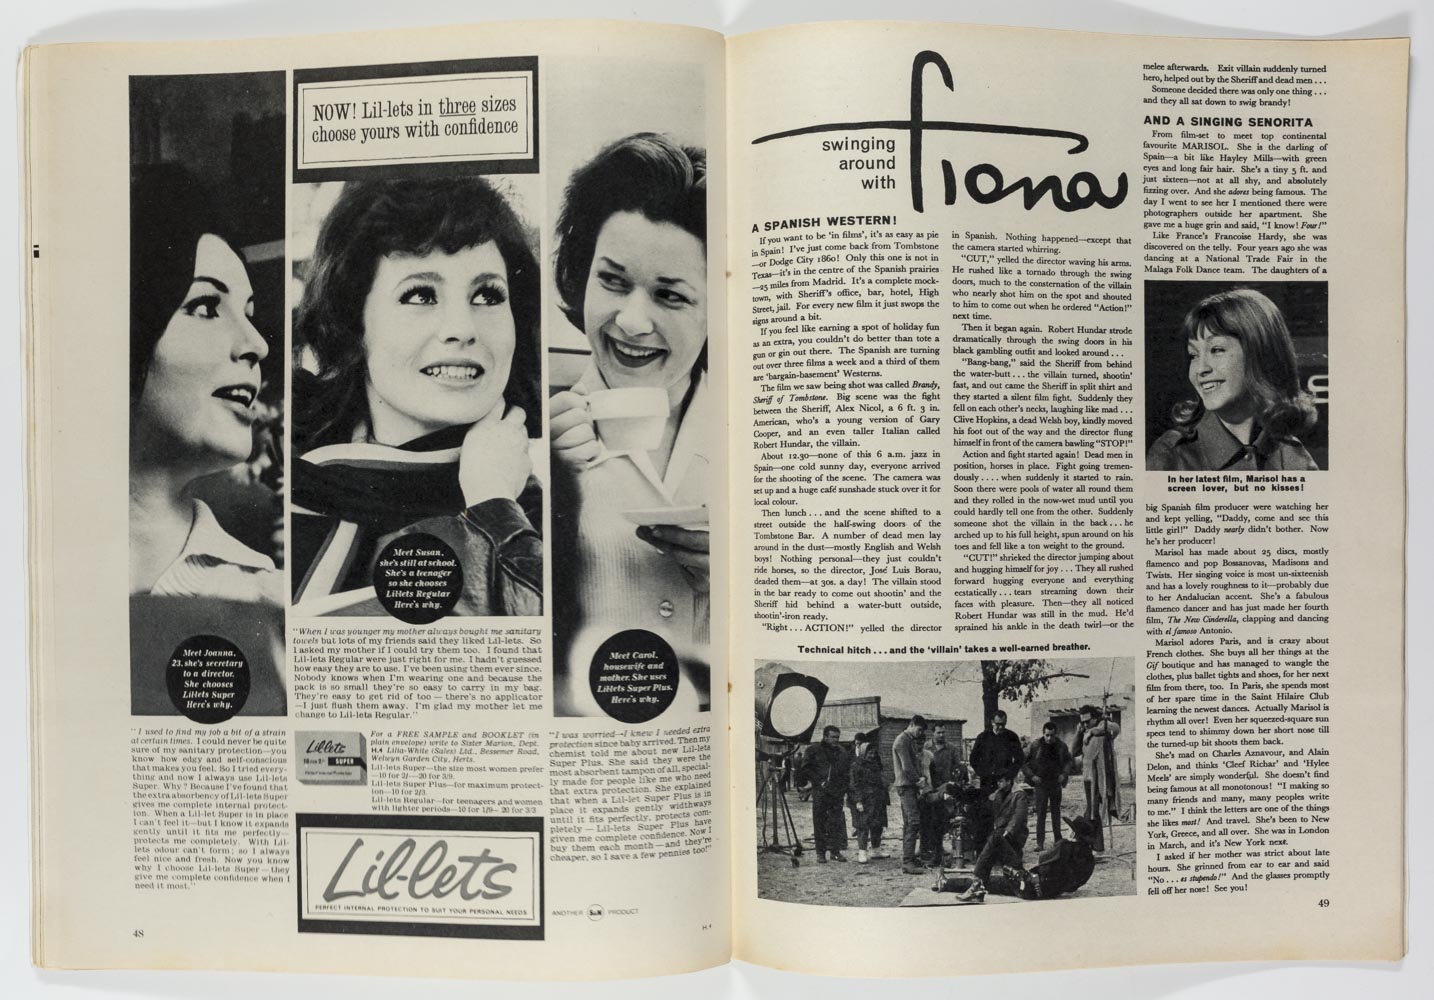 NOW! Lil-lets in three sizes
choose yours with confidence
Meet Joanna,
23, she's secretary
to a director.
She chooses
Lil-lets Super
Here's why.
Meet Susan,
she's still at school.
She's a teenager
so she chooses
Lil-lets Regular
Here's why.
Meet Carol,
housewife and
mother. She uses
Lil-lets Super Plus.
Here's why.
"I used to find my job a bit of a strain
at certain times. I could never be quite
sure of my sanitary protection—you
know how edgy and self-conscious
that makes you feel. So I tried every-
thing and now I always use Lil-lets
Super. Why? Because I've found that
the extra absorbency of Lil-lets Super
gives me complete internal protect-
ion. When a Lil-let Super is in place
I can't feel it—but I know it expands
gently until it fits me perfectly—
protects me completely. With Lil-
lets odour can't form; so I always
feel nice and fresh. Now you know
why I choose Lil-lets Super—they
give me complete confidence when I
need it most."
"When I was younger my mother always bought me sanitary
towels but lots of my friends said they liked Lil-lets. So
I asked my mother if I could try them too. I found that
Lil-lets Regular were just right for me. I hadn't guessed
how easy they are to use. I've been using them ever since.
Nobody knows when I'm wearing one and because the
pack is so small they're so easy to carry in my bag.
They're easy to get rid of too — there's no applicator
—I just flush them away. I'm glad my mother let me
change to Lil-lets Regular."
Lil-lets
SUPER
For a FREE SAMPLE and BOOKLET (in
plain envelope) write to Sister Marion, Dept.
H.4 Lilia-White (Sales) Ltd., Bessemer Road,
Welwyn Garden City, Herts.
Lil-lets Super—the size most women prefer
—10 for 2/-—20 for 3/9.
Lil-lets Super Plus—for maximum protect-
ion—10 for 2/3.
Lil-lets Regular—for teenagers and women
with lighter periods—10 for 1/9— 20 for 3/3
Lil-lets
PERFECT INTERNAL PROTECTION TO SUIT YOUR PERSONAL NEEDS
"I was worried—I knew I needed extra
protection since baby arrived. Then my
chemist told me about new Lil-lets
Super Plus. She said they were the
most absorbent tampon of all, special-
ly made for people like me who need
that extra protection. She explained
that when a Lil-let Super Plus is in
place it expands gently widthways
until it fits perfectly, protects com-
pletely — Lil-lets Super Plus have
given me complete confidence. Now I
buy them each month—and they're
cheaper, so I save a few pennies too!"
ANOTHER S&N PRODUCT
48
H. 4
swinging
around
with
fiona
A SPANISH WESTERN!
If you want to be 'in films', it's as easy as pie
in Spain! I've just come back from Tombstone
—or Dodge City 1860! Only this one is not in
Texas—it's in the centre of the Spanish prairies
—25 miles from Madrid. It's a complete mock-
town, with Sheriff's office, bar, hotel, High
Street, jail. For every new film it just swops the
signs around a bit.
If you feel like earning a spot of holiday fun
as an extra, you couldn't do better than tote a
gun or gin out there. The Spanish are turning
out over three films a week and a third of them
are 'bargain-basement' Westerns.
The film we saw being shot was called Brandy,
Sheriff of Tombstone. Big scene was the fight
between the Sheriff, Alex Nicol, a 6 ft. 3 in.
American, who's a young version of Gary
Cooper, and an even taller Italian called
Robert Hundar, the villain.
About 12.30—none of this 6 a.m. jazz in
Spain—one cold sunny day, everyone arrived
for the shooting of the scene. The camera was
set up and a huge café sunshade stuck over it for
local colour.
Then lunch . . . and the scene shifted to a
street outside the half-swing doors of the
Tombstone Bar. A number of dead men lay
around in the dust—mostly English and Welsh
boys! Nothing personal—they just couldn't
ride horses, so the director, José Luis Borau,
deaded them—at 30s. a day! The villain stood
in the bar ready to come out shootin' and the
Sheriff hid behind a water-butt outside,
shootin'-iron ready.
"Right . . . ACTION!" yelled the director
in Spanish. Nothing happened—except that
the camera started whirring.
"CUT," yelled the director waving his arms.
He rushed like a tornado through the swing
doors, much to the consternation of the villain
who nearly shot him on the spot and shouted
to him to come out when he ordered "Action!"
next time.
Then it began again. Robert Hundar strode
dramatically through the swing doors in his
black gambling outfit and looked around . . .
"Bang-bang," said the Sheriff from behind
the water-butt . . . the villain turned, shootin'
fast, and out came the Sheriff in split shirt and
they started a silent film fight. Suddenly they
fell on each other's necks, laughing like mad . . .
Clive Hopkins, a dead Welsh boy, kindly moved
his foot out of the way and the director flung
himself in front of the camera bawling "STOP!"
Action and fight started again! Dead men in
position, horses in place. Fight going tremen-
dously . . . . when suddenly it started to rain.
Soon there were pools of water all round them
and they rolled in the now-wet mud until you
could hardly tell one from the other. Suddenly
someone shot the villain in the back . . . he
arched up to his full height, spun around on his
toes and fell like a ton weight to the ground.
"CUT!" shrieked the director jumping about
and hugging himself for joy . . . They all rushed
forward hugging everyone and everything
ecstatically . . . tears streaming down their
faces with pleasure. Then—they all noticed
Robert Hundar was still in the mud. He'd
sprained his ankle in the death twirl—or the
Technical hitch . . . and the 'villain' takes a well-earned breather.
melee afterwards. Exit villain suddenly turned
hero, helped out by the Sheriff and dead men . . .
Someone decided there was only one thing . . .
and they all sat down to swig brandy!
AND A SINGING SENORITA
From film-set to meet top continental
favourite MARISOL. She is the darling of
Spain—a bit like Hayley Mills—with green
eyes and long fair hair. She's a tiny 5 ft. and
just sixteen—not at all shy, and absolutely
fizzing over. And she adores being famous. The
day I went to see her I mentioned there were
photographers outside her apartment. She
gave me a huge grin and said, "I know! Four!"
Like France's Francoise Hardy, she was
discovered on the telly. Four years ago she was
dancing at a National Trade Fair in the
Malaga Folk Dance team. The daughters of a
In her latest film, Marisol has a
screen lover, but no kisses!
big Spanish film producer were watching her
and kept yelling, "Daddy, come and see this
little girl!" Daddy nearly didn't bother. Now
he's her producer!
Marisol has made about 25 discs, mostly
flamenco and pop Bossanovas, Madisons and
Twists. Her singing voice is most un-sixteenish
and has a lovely roughness to it—probably due
to her Andalucian accent. She's a fabulous
flamenco dancer and has just made her fourth
film, The New Cinderella, clapping and dancing
with el famoso Antonio.
Marisol adores Paris, and is crazy about
French clothes. She buys all her things at the
Gif boutique and has managed to wangle the
clothes, plus ballet tights and shoes, for her next
film from there, too. In Paris, she spends most
of her spare time in the Saint Hilaire Club
learning the newest dances. Actually Marisol is
rhythm all over! Even her squeezed-square sun
specs tend to shimmy down her short nose till
the turned-up bit shoots them back.
She's mad on Charles Aznavour, and Alain
Delon, and thinks 'Cleef Richar' and 'Hylee
Meels' are simply wonderful. She doesn't find
being famous at all monotonous! "I making so
many friends and many, many peoples write
to me." I think the letters are one of the things
she likes most! And travel. She's been to New
York, Greece, and all over. She was in London
in March, and it's New York next.
I asked if her mother was strict about late
hours. She grinned from ear to ear and said
"No . . . es stupendo!" And the glasses promptly
fell off her nose! See you!
49